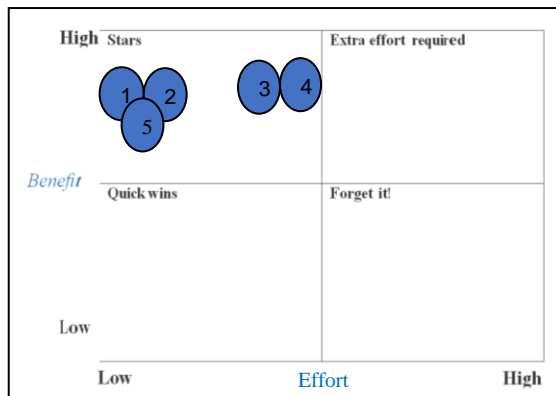 High
Stars
Extra effort required
1
2
3
4
5
Benefit
Quick wins
Forget it!
Low
Low
Effort
High